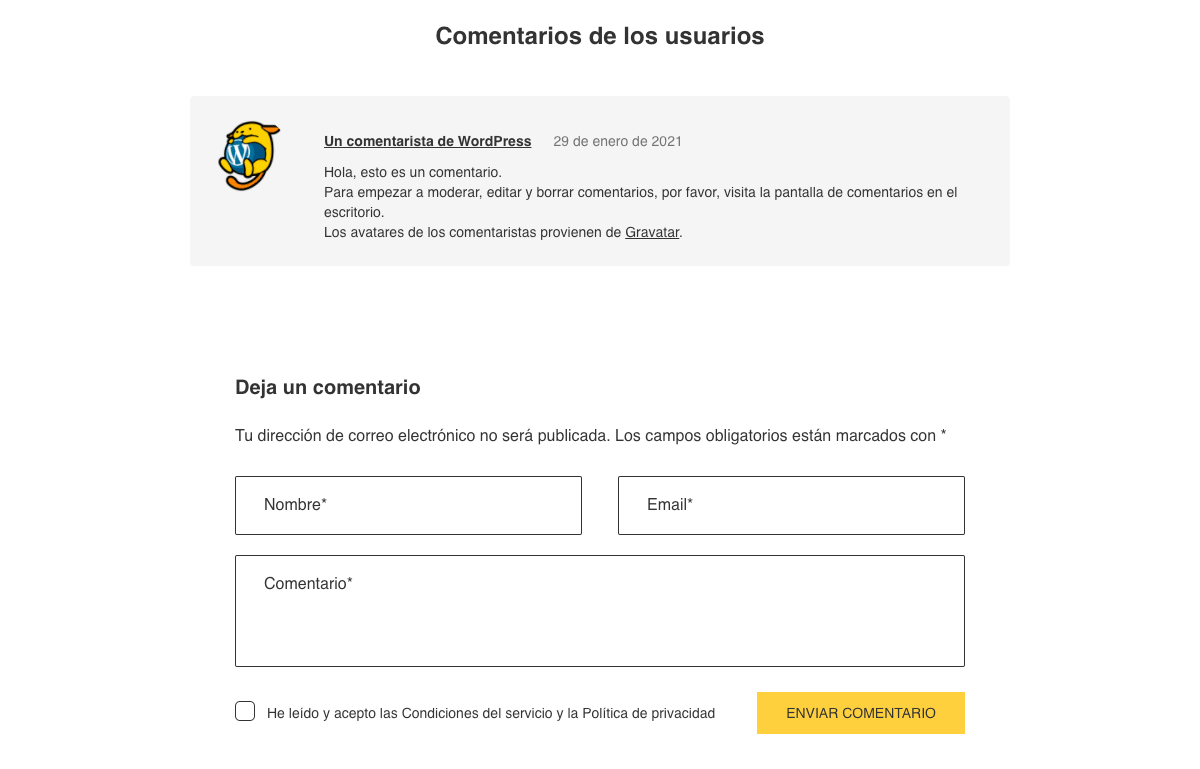 Comentarios de los usuarios
Un comentarista de WordPress 29 de enero de 2021
Hola, esto es un comentario.
Para empezar a moderar, editar y borrar comentarios, por favor, visita la pantalla de comentarios en el
escritorio.
Los avatares de los comentaristas provienen de Gravatar.
Deja un comentario
Tu dirección de correo electrónico no será publicada. Los campos obligatorios están marcados con *
Nombre* Email*
Comentario*
He leído y acepto las Condiciones del servicio y la Política de privacidad ENVIAR COMENTARIO